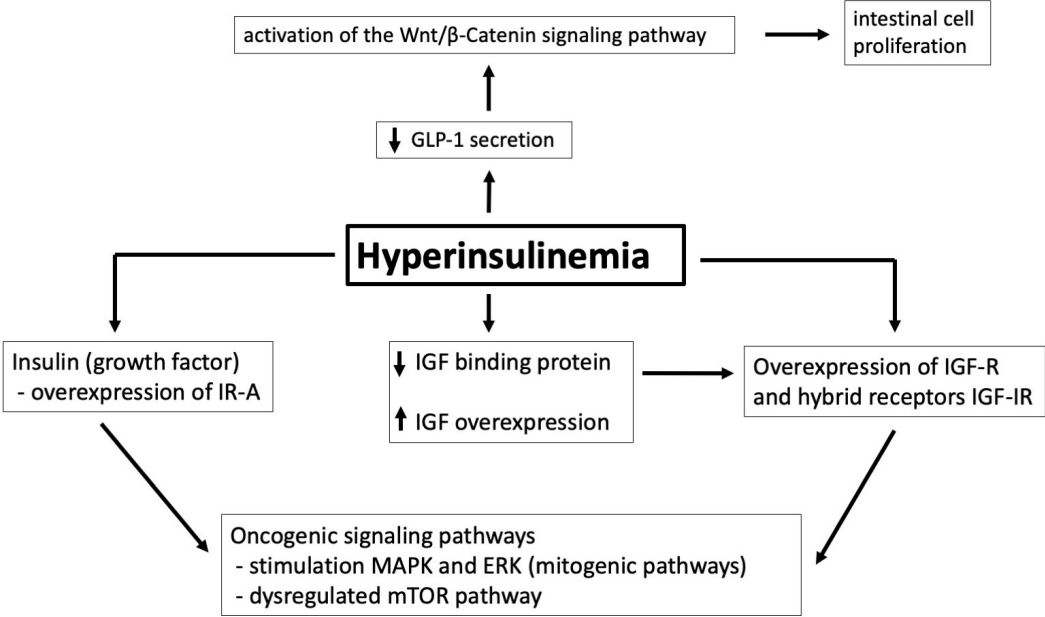 activation of the Wnt/β-Catenin signaling pathway
intestinal cell
proliferation
GLP-1 secretion
Hyperinsulinemia
Insulin (growth factor)
- overexpression of IR-A
IGF binding protein
IGF overexpression
Overexpression of IGF-R
and hybrid receptors IGF-IR
Oncogenic signaling pathways
- stimulation MAPK and ERK (mitogenic pathways)
- dysregulated mTOR pathway